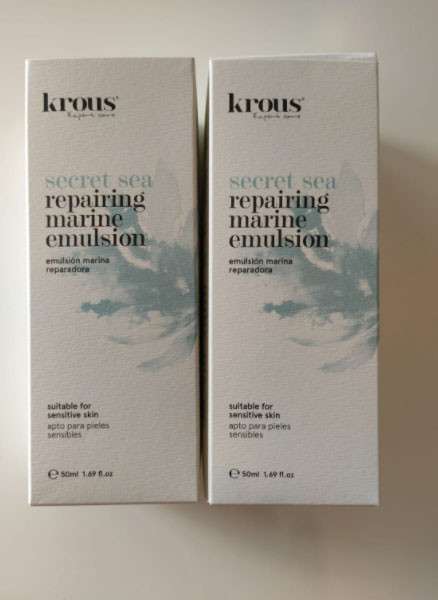 krous®
secret sea
repairing
marine
emulsion
emulsión marina
reparadora
suitable for
sensitive skin
apto para pieles
sensibles
℮ 50ml 1.69 fl.oz
krous®
secret sea
repairing
marine
emulsion
emulsión marina
reparadora
suitable for
sensitive skin
apto para pieles
sensibles
℮ 50ml 1.69 fl.oz